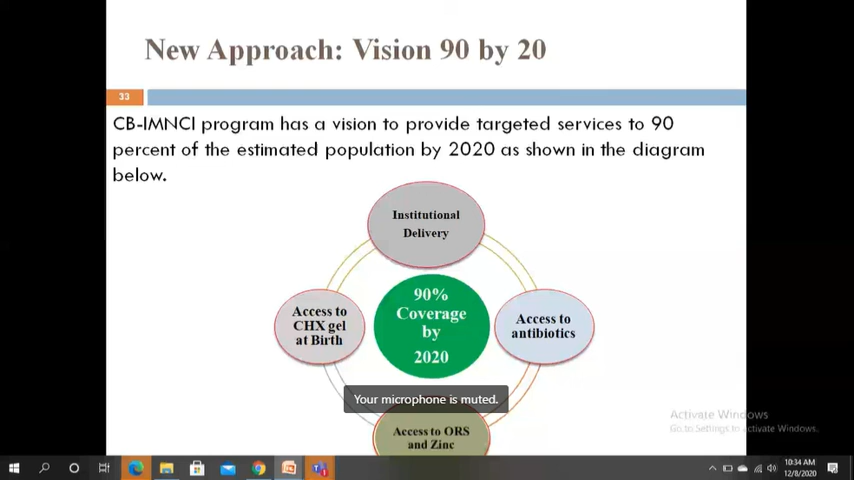 New Approach: Vision 90 by 20
33
CB-IMNCI program has a vision to provide targeted services to 90
percent of the estimated population by 2020 as shown in the diagram
below.
Institutional
Delivery
90%
Coverage
by
2020
Access to
CHX gel
at Birth
Access to
antibiotics
Your microphone is muted.
Access to ORS
and Zinc
Activate Windows
Go to Settings to Activate Windows.
10:34 AM
12/8/2020